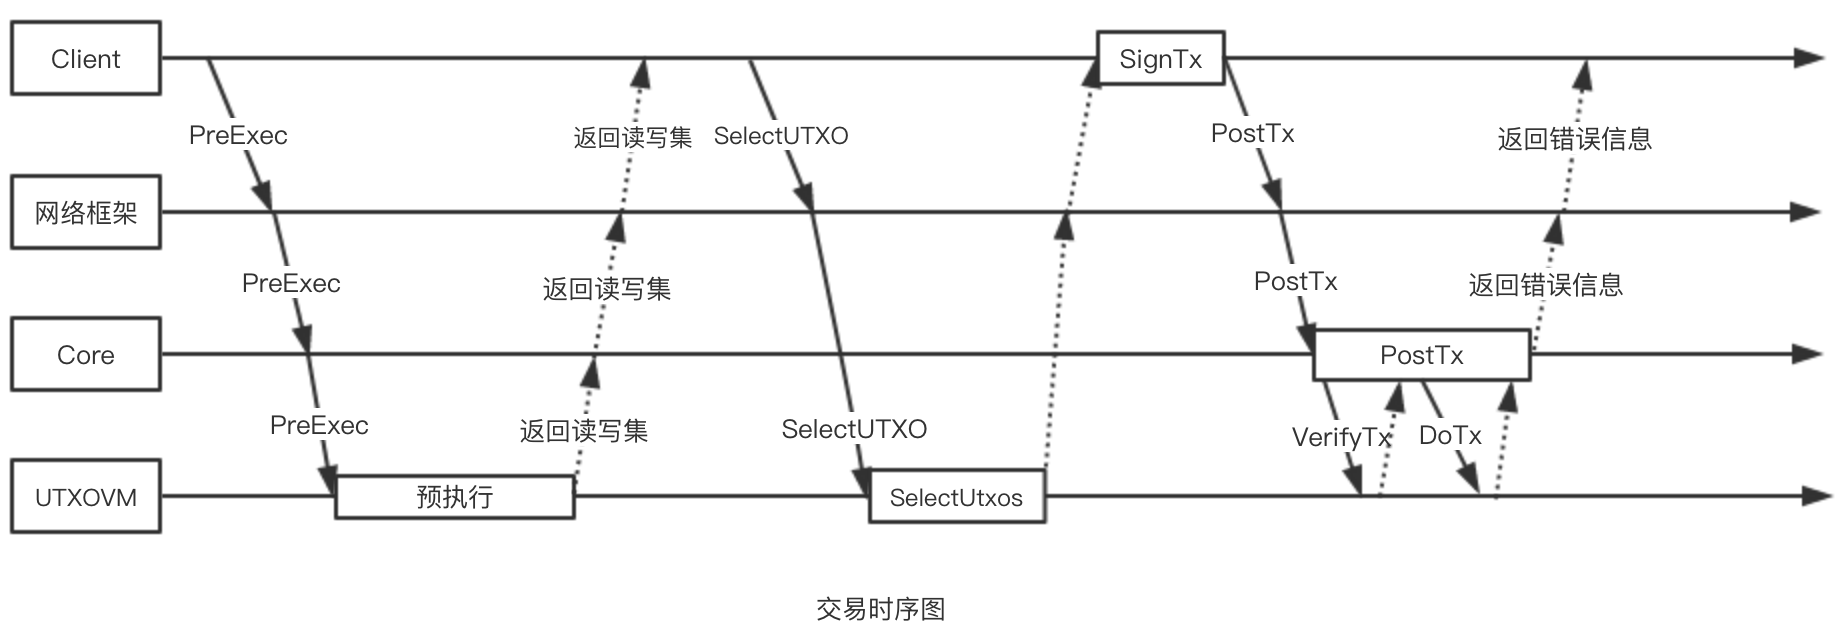 Client
SignTx
PreExec
返回读写集
SelectUTXO
PostTx
返回错误信息
网络框架
PreExec
返回读写集
PostTx
返回错误信息
Core
PostTx
PreExec
返回读写集
SelectUTXO
VerifyTx
DoTx
UTXOVM
预执行
SelectUtxos
交易时序图